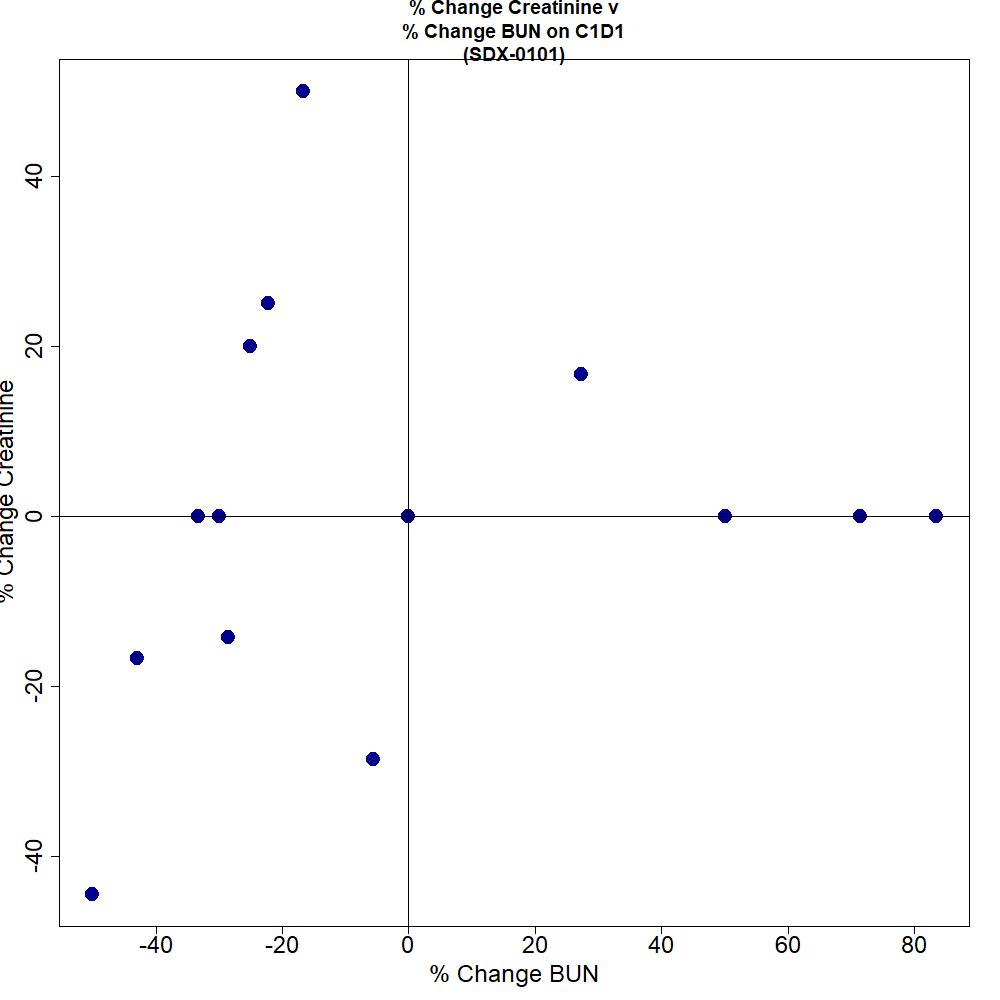 % Change Creatinine v
% Change BUN on C1D1
(SDX-0101)
% Change Creatinine
40
20
0
-20
-40
-40
-20
0
20
40
60
80
% Change BUN